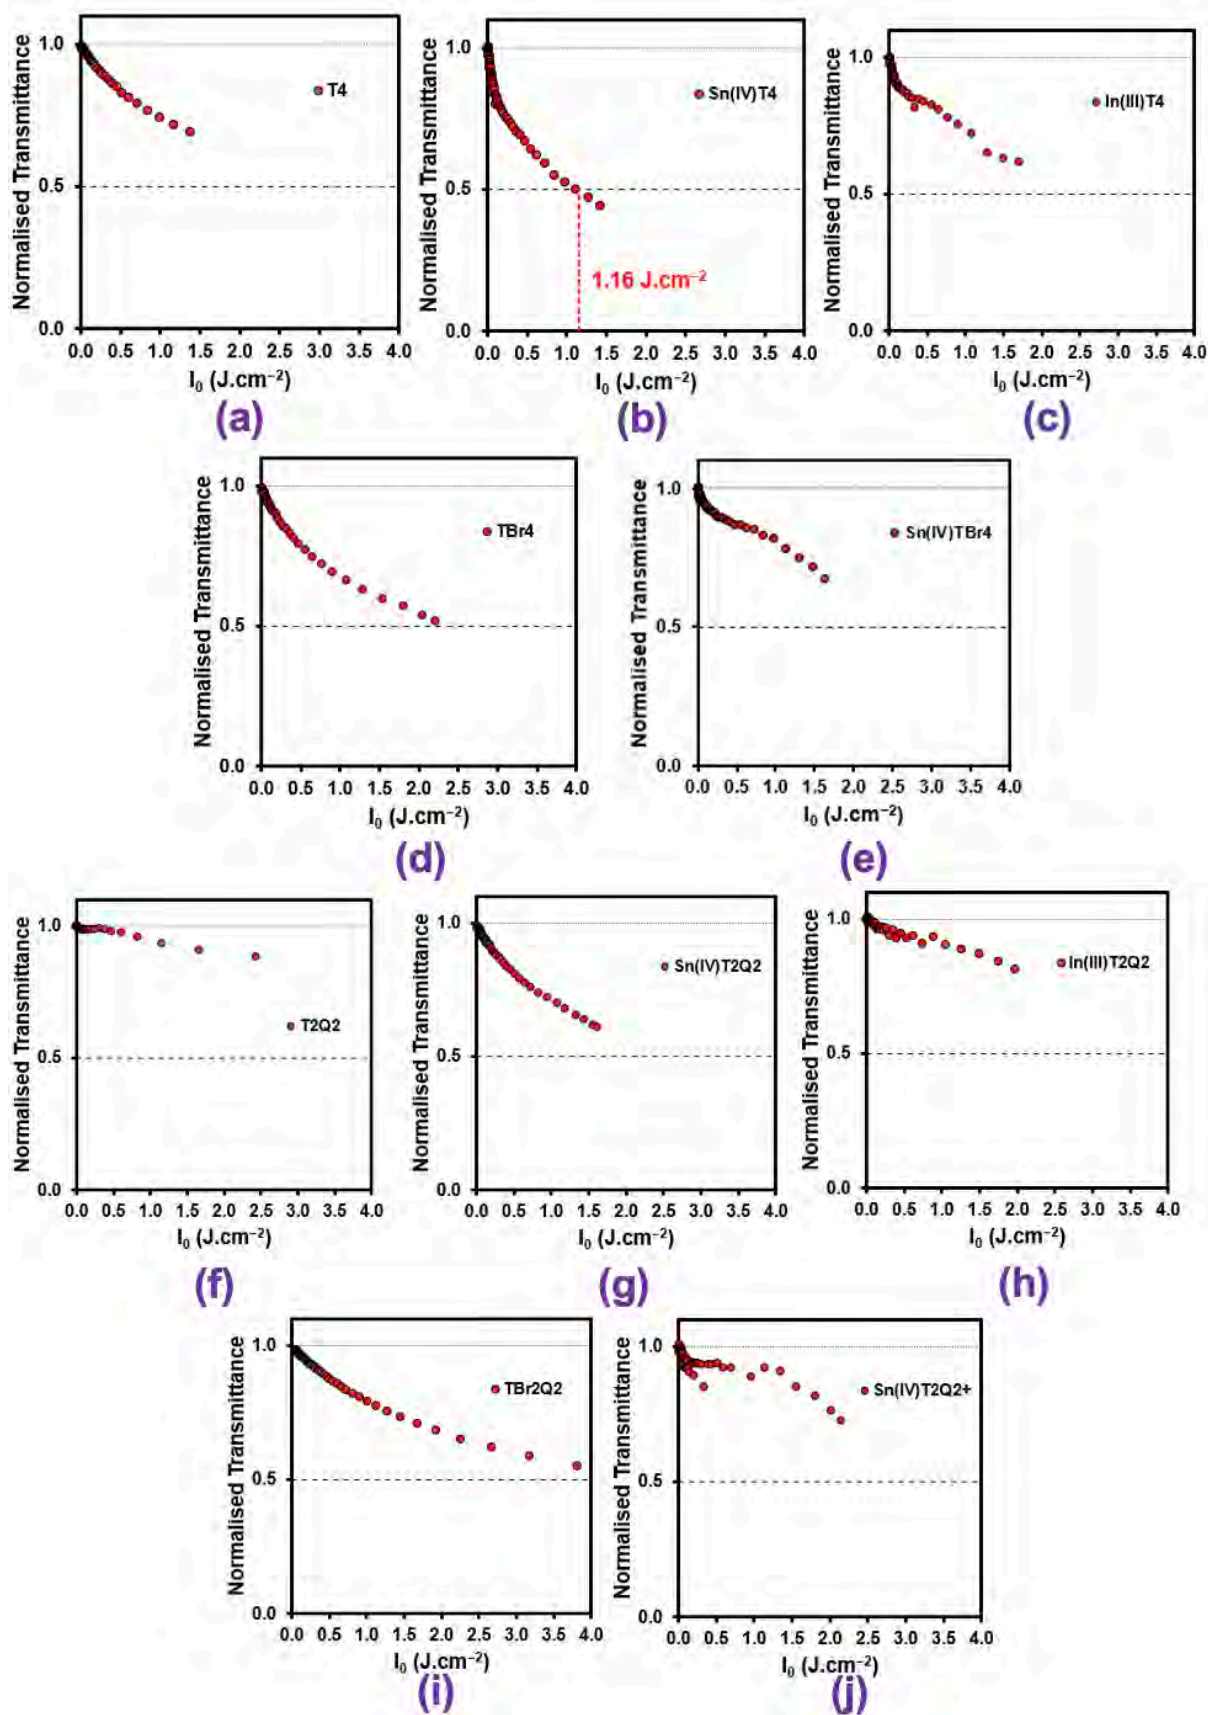 Normalised Transmittance
1.0
0.5
0.0
T4
0.0 0.5 1.0 1.5 2.0 2.5 3.0 3.5 4.0
I₀ (J.cm⁻²)
(a)
Normalised Transmittance
1.0
0.5
0.0
Sn(IV)T4
1.16 J.cm⁻²
0.0 0.5 1.0 1.5 2.0 2.5 3.0 3.5 4.0
I₀ (J.cm⁻²)
(b)
Normalised Transmittance
1.0
0.5
0.0
In(III)T4
0.0 0.5 1.0 1.5 2.0 2.5 3.0 3.5 4.0
I₀ (J.cm⁻²)
(c)
Normalised Transmittance
1.0
0.5
0.0
TBr4
0.0 0.5 1.0 1.5 2.0 2.5 3.0 3.5 4.0
I₀ (J.cm⁻²)
(d)
Normalised Transmittance
1.0
0.5
0.0
Sn(IV)TBr4
0.0 0.5 1.0 1.5 2.0 2.5 3.0 3.5 4.0
I₀ (J.cm⁻²)
(e)
Normalised Transmittance
1.0
0.5
0.0
T2Q2
0.0 0.5 1.0 1.5 2.0 2.5 3.0 3.5 4.0
I₀ (J.cm⁻²)
(f)
Normalised Transmittance
1.0
0.5
0.0
Sn(IV)T2Q2
0.0 0.5 1.0 1.5 2.0 2.5 3.0 3.5 4.0
I₀ (J.cm⁻²)
(g)
Normalised Transmittance
1.0
0.5
0.0
In(III)T2Q2
0.0 0.5 1.0 1.5 2.0 2.5 3.0 3.5 4.0
I₀ (J.cm⁻²)
(h)
Normalised Transmittance
1.0
0.5
0.0
TBr2Q2
0.0 0.5 1.0 1.5 2.0 2.5 3.0 3.5 4.0
I₀ (J.cm⁻²)
(i)
Normalised Transmittance
1.0
0.5
0.0
Sn(IV)T2Q2+
0.0 0.5 1.0 1.5 2.0 2.5 3.0 3.5 4.0
I₀ (J.cm⁻²)
(j)